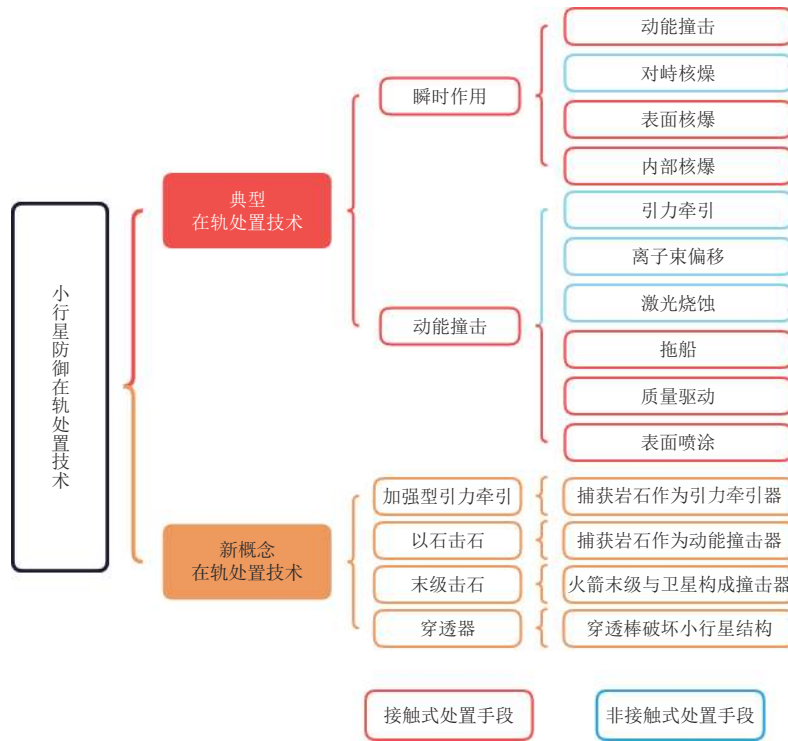 小行星防御在轨处置技术
典型
在轨处置技术
瞬时作用
动能撞击
对峙核燥
表面核爆
内部核爆
动能撞击
引力牵引
离子束偏移
激光烧蚀
拖船
质量驱动
表面喷涂
新概念
在轨处置技术
加强型引力牵引
捕获岩石作为引力牵引器
以石击石
捕获岩石作为动能撞击器
末级击石
火箭末级与卫星构成撞击器
穿透器
穿透棒破坏小行星结构
接触式处置手段
非接触式处置手段